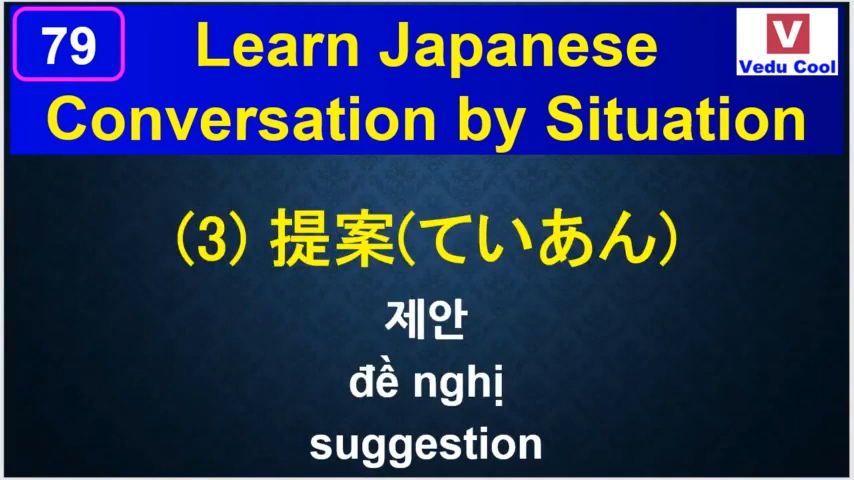 79
Learn Japanese
Conversation by Situation
V
Vedu Cool
(3) 提案(ていあん)
제안
đề nghị
suggestion